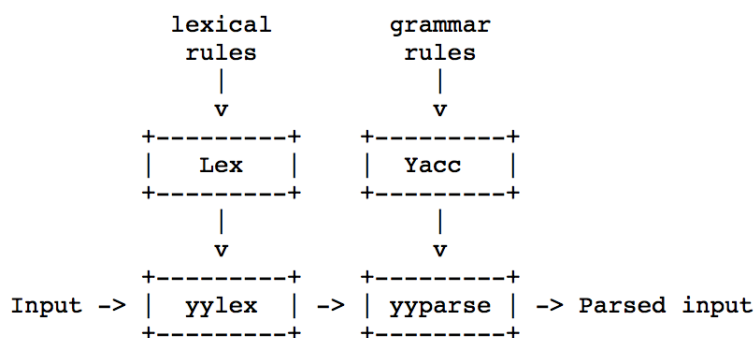 lexical grammar
rules rules
| |
v v
+---------+ +---------+
| Lex | | Yacc |
+---------+ +---------+
| |
v v
+---------+ +---------+
Input -> | yylex | -> | yyparse | -> Parsed input
+---------+ +---------+